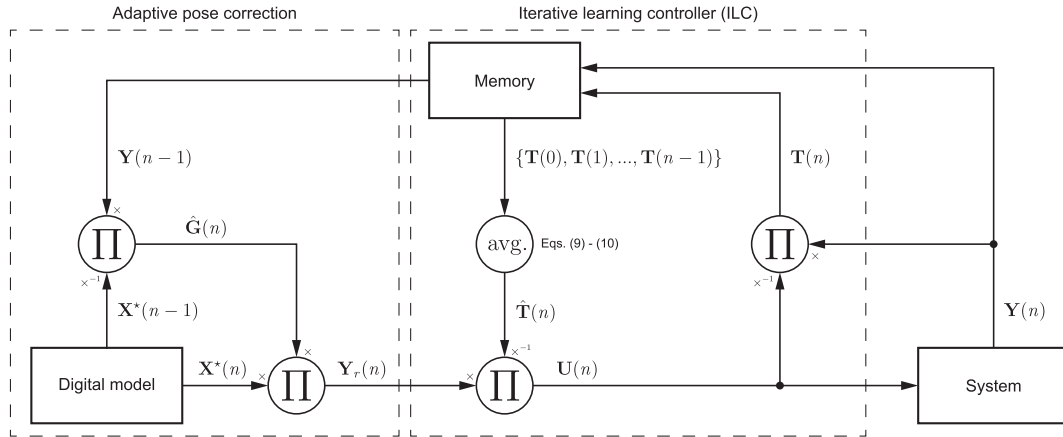 Adaptive pose correction
Iterative learning controller (ILC)
Memory
Y(n − 1)
{T(0), T(1), ..., T(n − 1)}
T(n)
×
Ĝ(n)
∏
avg.
Eqs. (9) - (10)
∏
×
×⁻¹
×⁻¹
X⋆(n − 1)
T̂(n)
Y(n)
×
×⁻¹
Digital model
X⋆(n)
×
∏
Yᵣ(n)
×
∏
U(n)
System